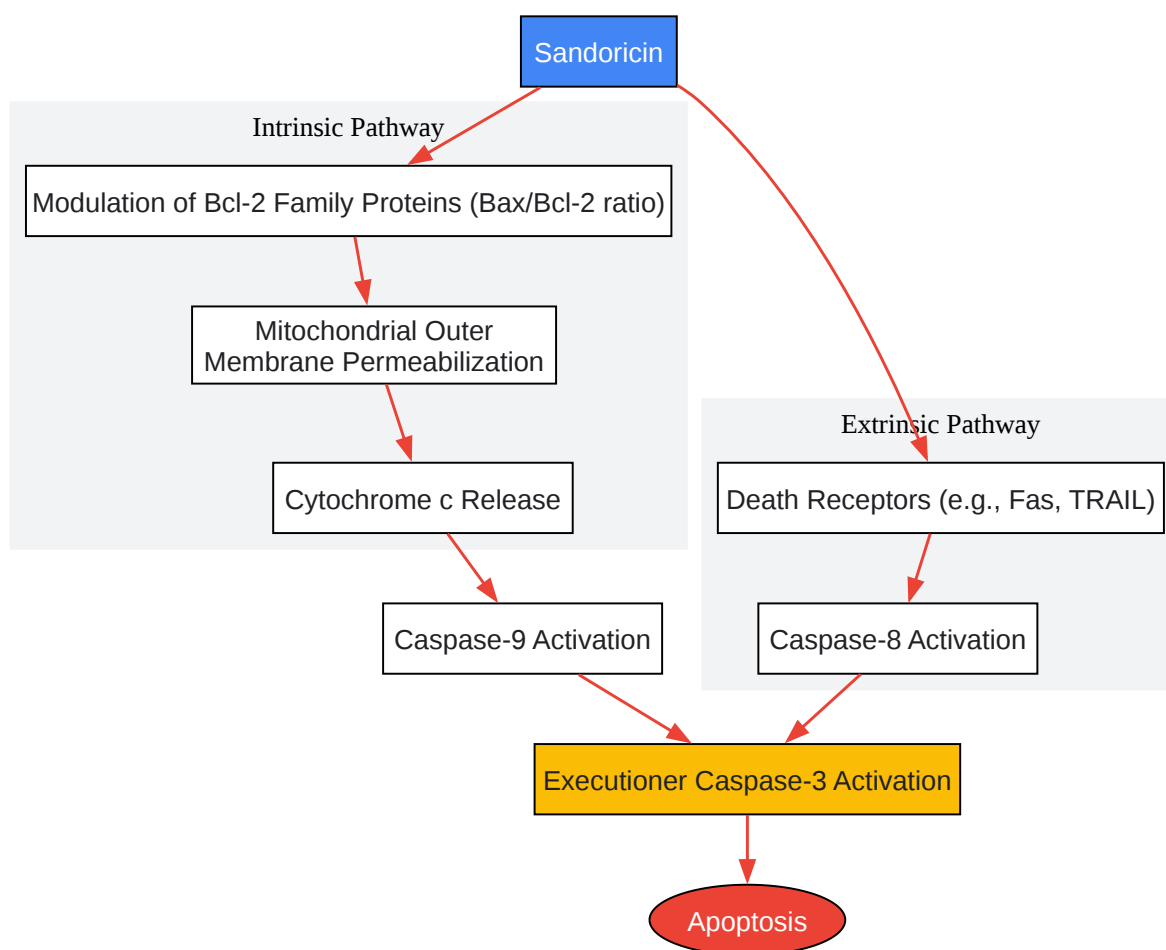 Sandoricin
Intrinsic Pathway
Modulation of Bcl-2 Family Proteins (Bax/Bcl-2 ratio)
Mitochondrial Outer
Membrane Permeabilization
Cytochrome c Release
Extrinsic Pathway
Death Receptors (e.g., Fas, TRAIL)
Caspase-9 Activation
Caspase-8 Activation
Executioner Caspase-3 Activation
Apoptosis